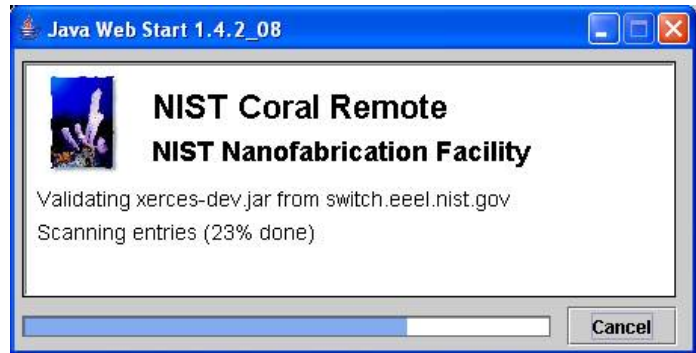 Java Web Start 1.4.2_08
NIST Coral Remote
NIST Nanofabrication Facility
Validating xerces-dev.jar from switch.eeel.nist.gov
Scanning entries (23% done)
Cancel